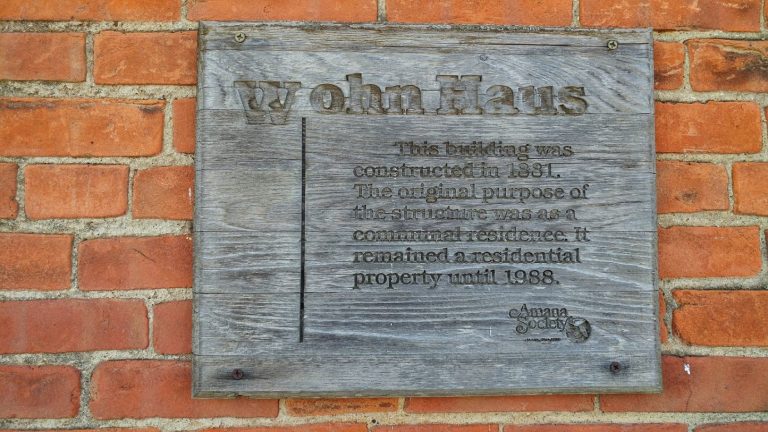 Wohn Haus
This building was
constructed in 1881.
The original purpose of
the structure was as a
communal residence. It
remained a residential
property until 1988.
Amana
Society